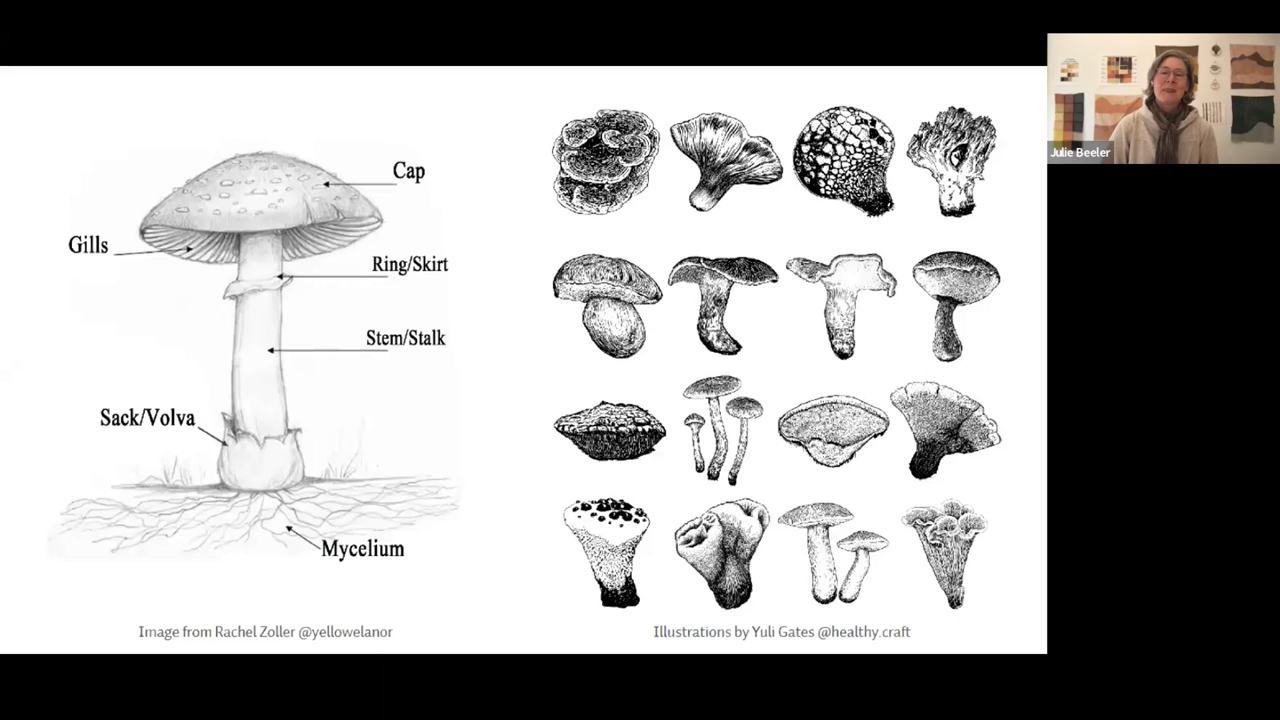 Cap
Gills
Ring/Skirt
Stem/Stalk
Sack/Volva
Mycelium
Image from Rachel Zoller @yellowelanor
Illustrations by Yuli Gates @healthy.craft
Julie Beeler